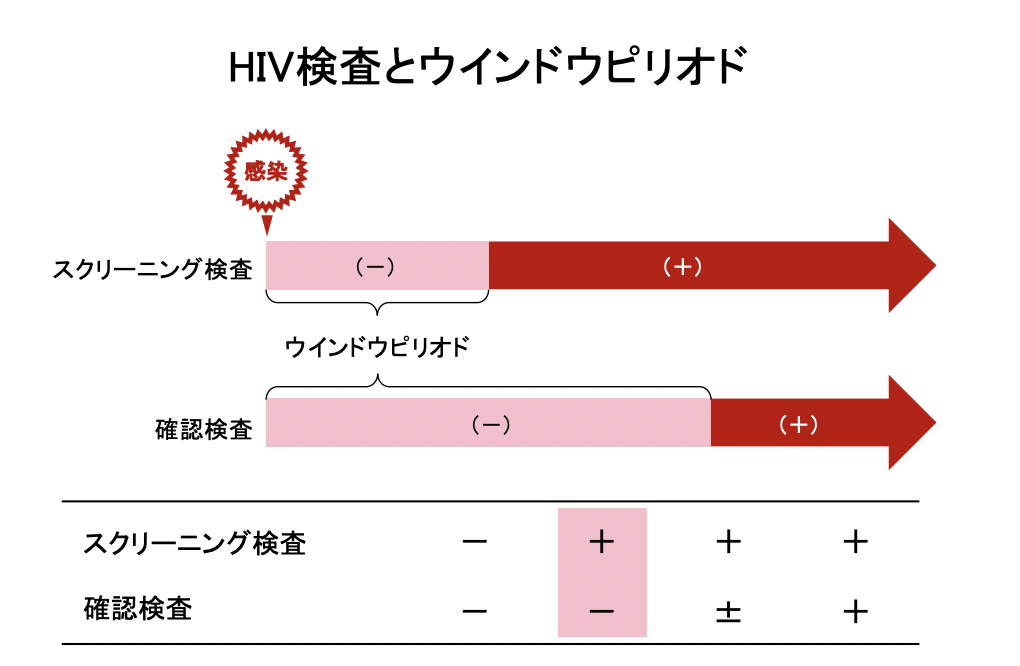 HIV検査とウインドウピリオド
感染
スクリーニング検査 (－) (＋)
ウインドウピリオド
確認検査 (－) (＋)
スクリーニング検査 － ＋ ＋ ＋
確認検査 － － ± ＋